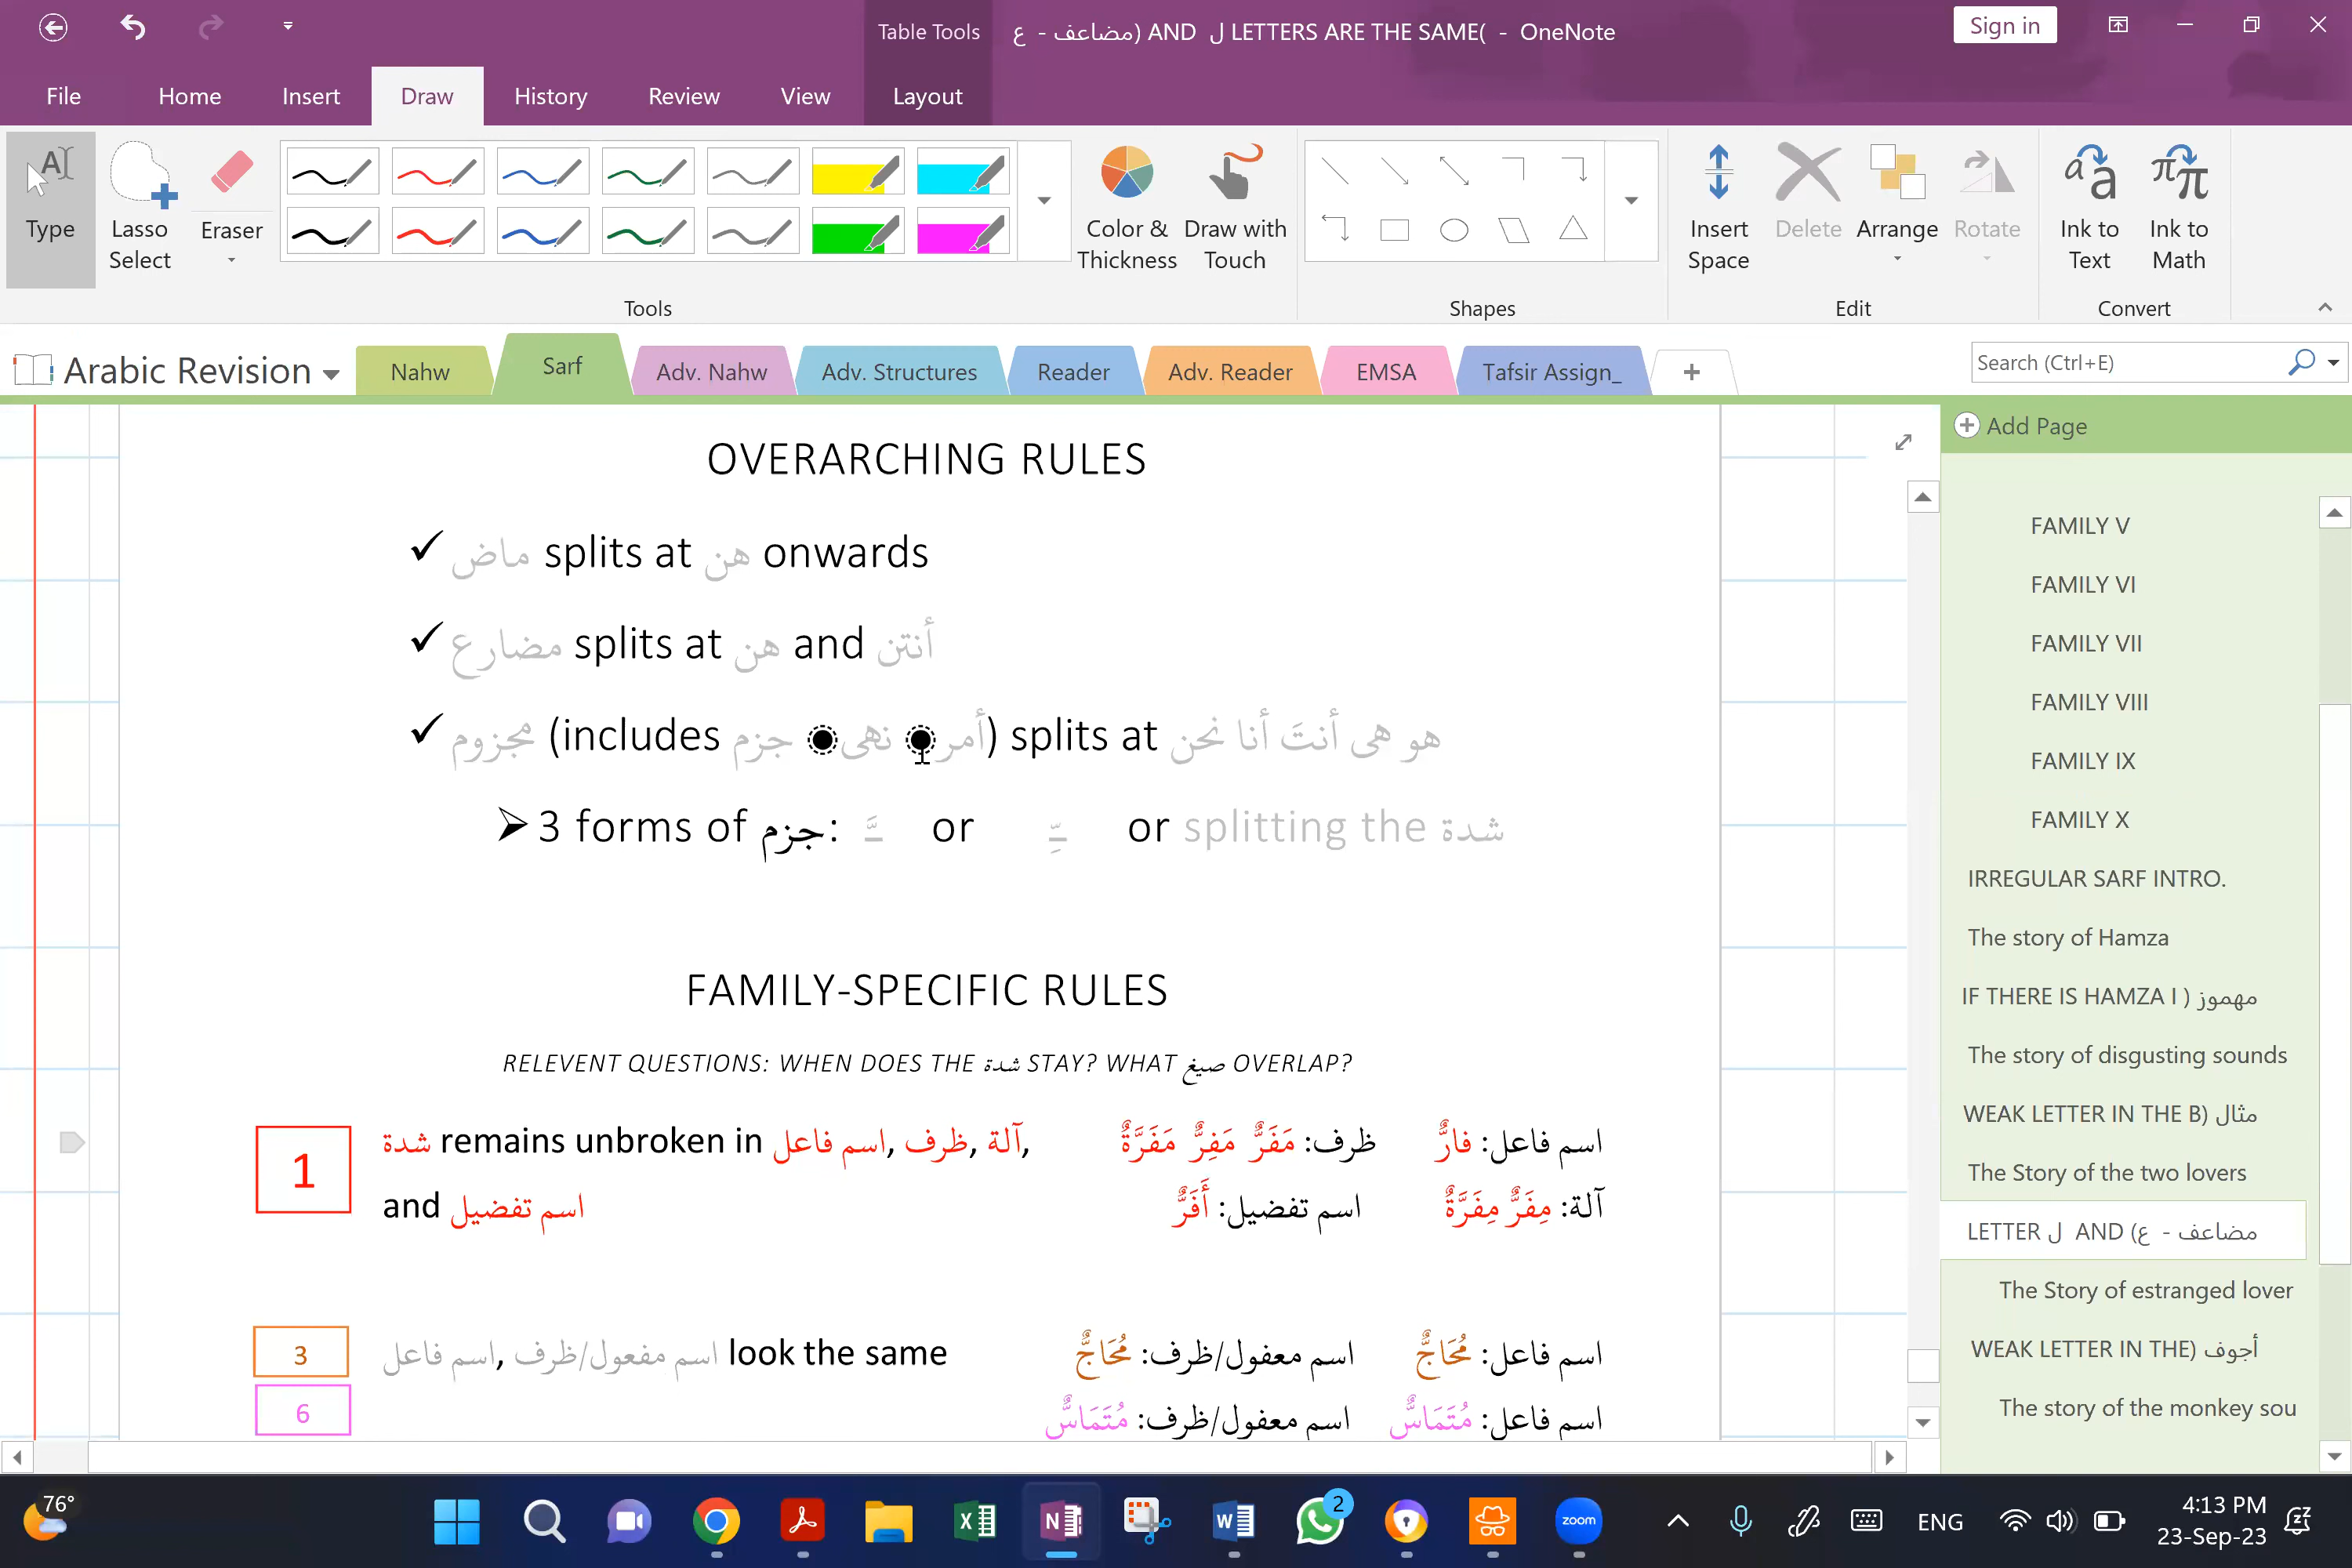 Table Tools
ع - مضاعف) AND ل LETTERS ARE THE SAME( - OneNote
Sign in
File Home Insert Draw History Review View Layout
Type
Lasso Select
Eraser
Color & Thickness
Draw with Touch
Insert Space
Delete
Arrange
Rotate
Ink to Text
Ink to Math
Tools
Shapes
Edit
Convert
Arabic Revision
Nahw
Sarf
Adv. Nahw
Adv. Structures
Reader
Adv. Reader
EMSA
Tafsir Assign_
Search (Ctrl+E)
OVERARCHING RULES
✓ ماض splits at هن onwards
✓ مضارع splits at هن and أنتن
✓ مجزوم (includes جزم نهى أمر) splits at هو هى أنتَ أنا نحن
➢ 3 forms of جزم: ـَّ or ـِّ or splitting the شدة
FAMILY-SPECIFIC RULES
RELEVENT QUESTIONS: WHEN DOES THE شدة STAY? WHAT صيغ OVERLAP?
1
شدة remains unbroken in اسم فاعل, ظرف, آلة,
and اسم تفضيل
اسم فاعل: فارٌّ
ظرف: مَفَرٌّ مَفِرٌّ مَفَرَّةٌ
آلة: مِفَرٌّ مِفَرَّةٌ
اسم تفضيل: أَفَرٌّ
3
اسم فاعل, اسم مفعول/ظرف look the same
اسم فاعل: مُحَاجٌّ
اسم معفول/ظرف: مُحَاجٌّ
6
اسم فاعل: مُتَمَاسٌّ
اسم معفول/ظرف: مُتَمَاسٌّ
Add Page
FAMILY V
FAMILY VI
FAMILY VII
FAMILY VIII
FAMILY IX
FAMILY X
IRREGULAR SARF INTRO.
The story of Hamza
IF THERE IS HAMZA I ) مهموز
The story of disgusting sounds
WEAK LETTER IN THE B) مثال
The Story of the two lovers
LETTER ل AND (ع - مضاعف
The Story of estranged lover
WEAK LETTER IN THE) أجوف
The story of the monkey sou
76°
2
zoom
ENG
4:13 PM
23-Sep-23